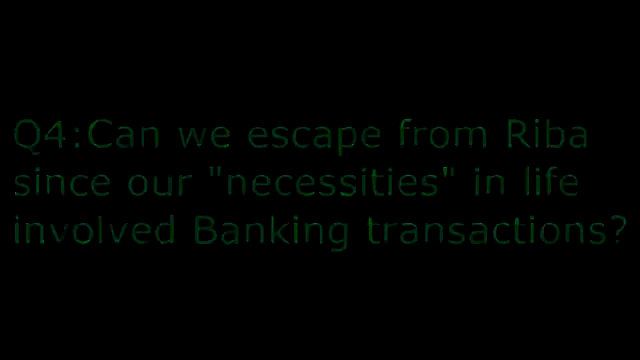 Q4:Can we escape from Riba
since our "necessities" in life
involved Banking transactions?